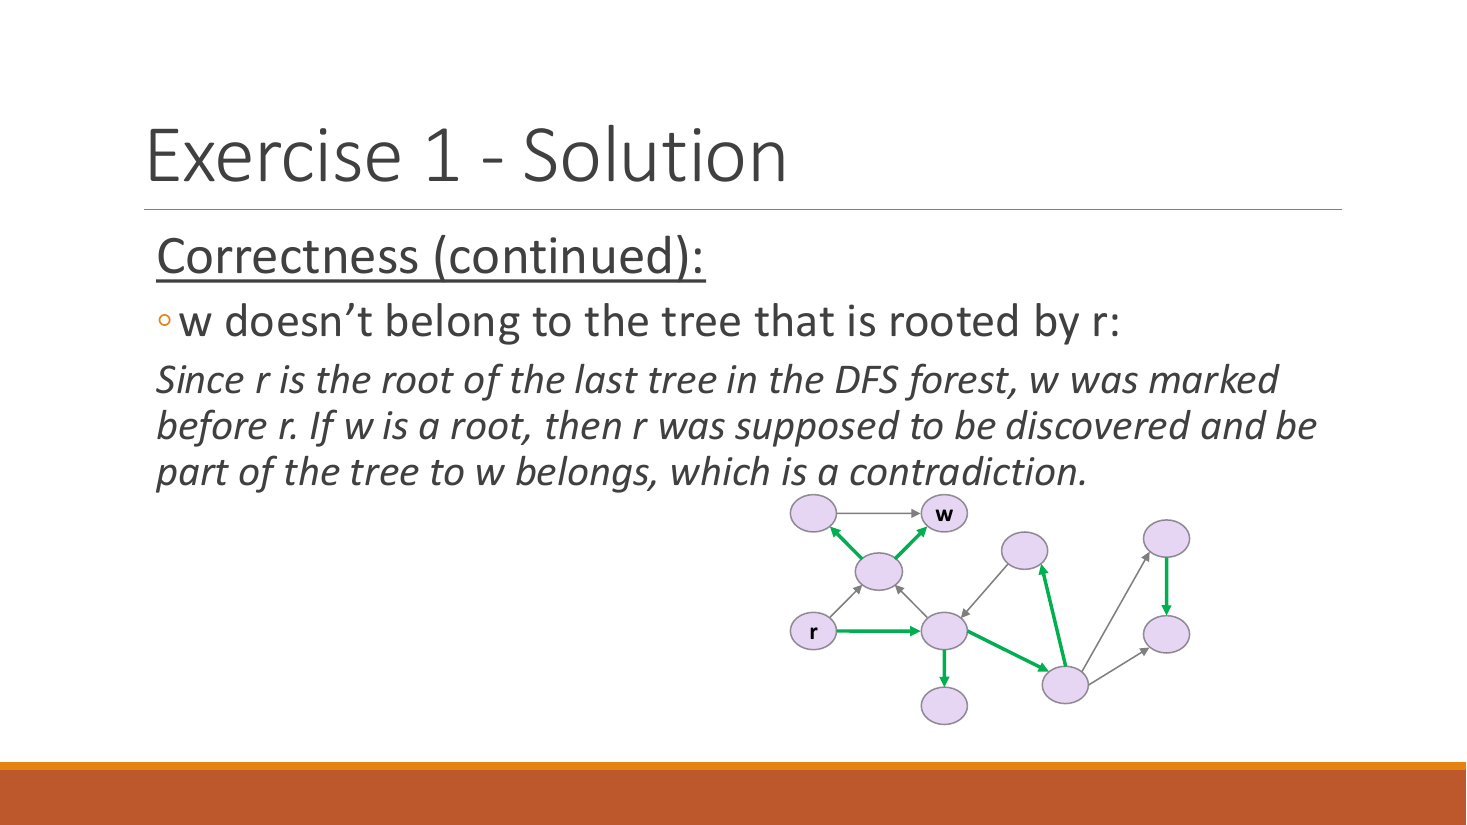 Exercise 1 - Solution
Correctness (continued):
◦ w doesn’t belong to the tree that is rooted by r:
Since r is the root of the last tree in the DFS forest, w was marked
before r. If w is a root, then r was supposed to be discovered and be
part of the tree to w belongs, which is a contradiction.
w
r